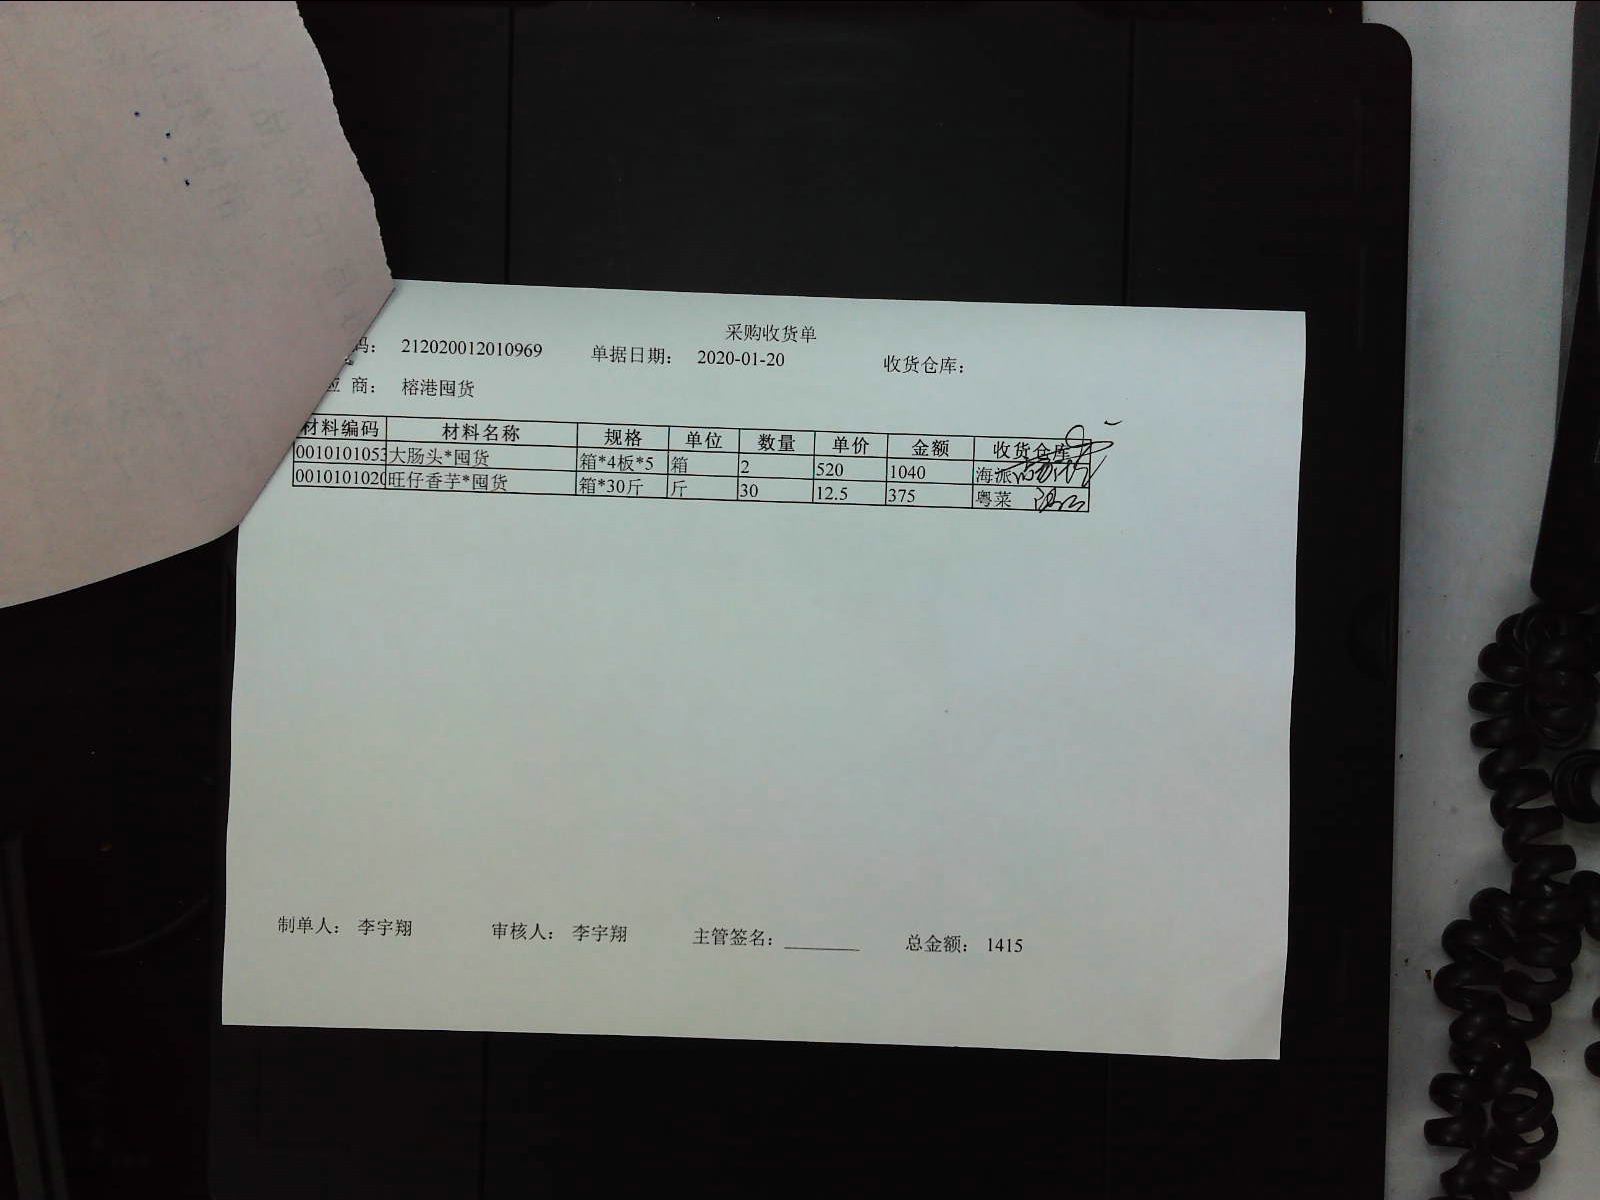 采购收货单
码： 212020012010969 单据日期： 2020-01-20 收货仓库：
应 商： 榕港囤货
材料编码 材料名称 规格 单位 数量 单价 金额 收货仓库
0010101053 大肠头*囤货 箱*4板*5 箱 2 520 1040 海派
0010101020 旺仔香芋*囤货 箱*30斤 斤 30 12.5 375 粤菜
制单人： 李宇翔 审核人： 李宇翔 主管签名：________ 总金额： 1415